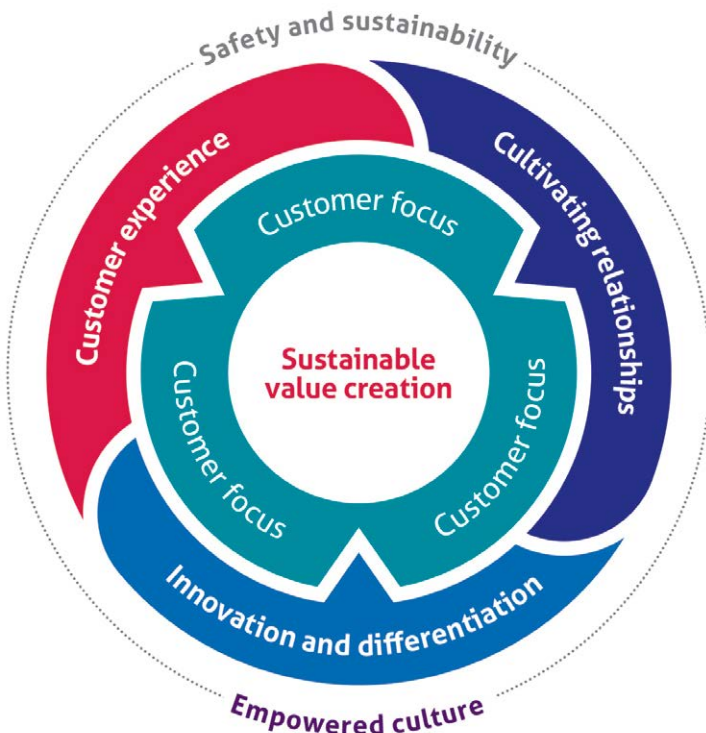 Safety and sustainability
Customer experience
Cultivating relationships
Customer focus
Sustainable
value creation
Customer focus
Customer focus
Innovation and differentiation
Empowered culture